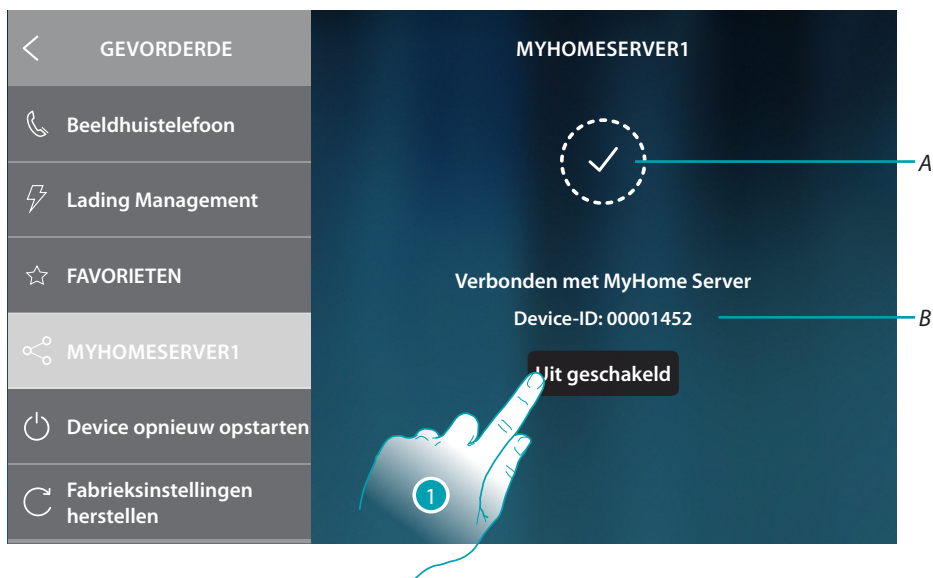 GEVORDERDE
Beeldhuistelefoon
Lading Management
FAVORIETEN
MYHOMESERVER1
Device opnieuw opstarten
Fabrieksinstellingen
herstellen
MYHOMESERVER1
A
Verbonden met MyHome Server
Device-ID: 00001452
B
Uit geschakeld
1